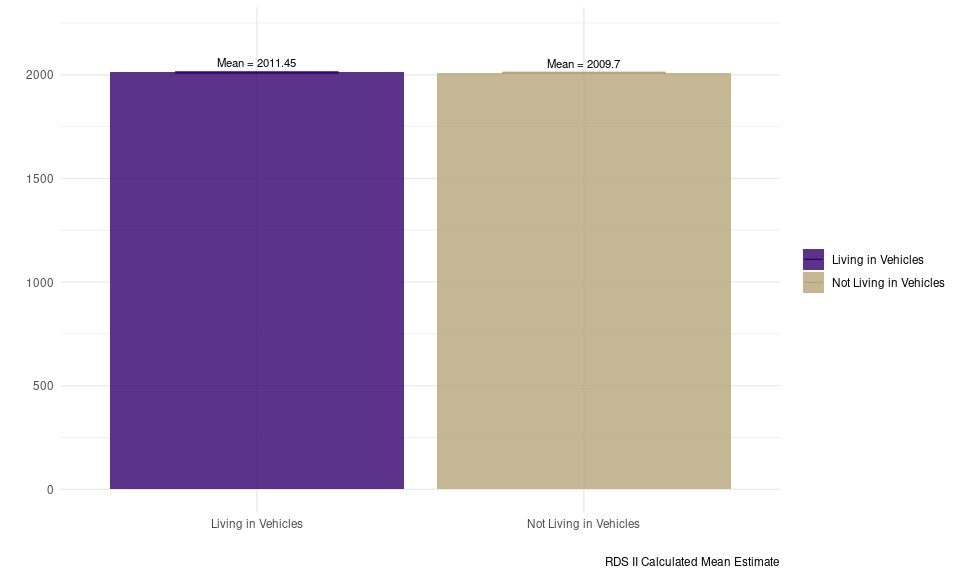 Mean = 2011.45
Mean = 2009.7
2000
1500
1000
500
0
Living in Vehicles
Not Living in Vehicles
Living in Vehicles
Not Living in Vehicles
RDS II Calculated Mean Estimate